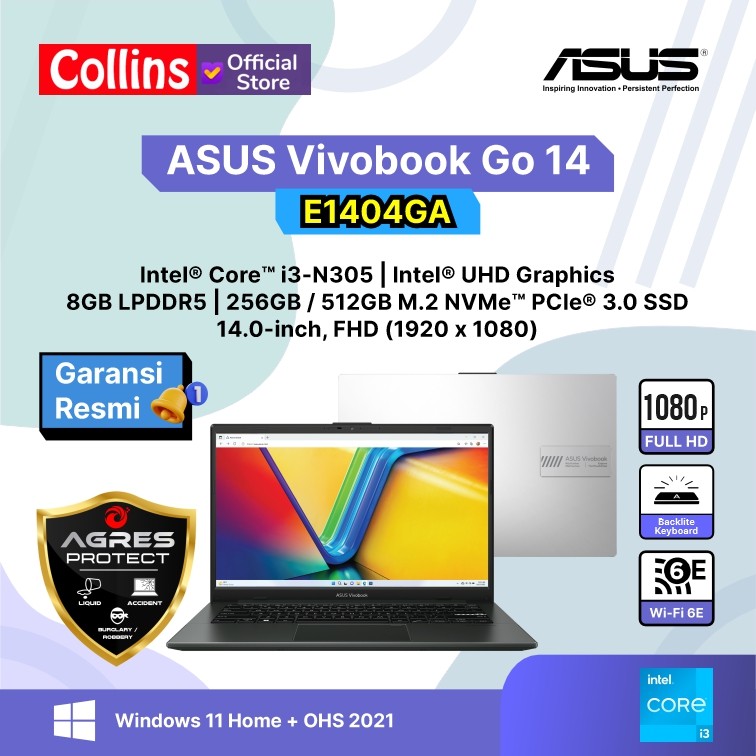 Collins
Official
Store
ASUS®
Inspiring Innovation • Persistent Perfection
ASUS Vivobook Go 14
E1404GA
Intel® Core™ i3-N305 | Intel® UHD Graphics
8GB LPDDR5 | 256GB / 512GB M.2 NVMe™ PCIe® 3.0 SSD
14.0-inch, FHD (1920 x 1080)
Garansi
Resmi
1
ASUS Vivobook
ASUS Vivobook
1080p
FULL HD
Backlite
Keyboard
6E
Wi-Fi 6E
AGRES
PROTECT
LIQUID
ACCIDENT
BURGLARY /
ROBBERY
Windows 11 Home + OHS 2021
intel
CORE
i3